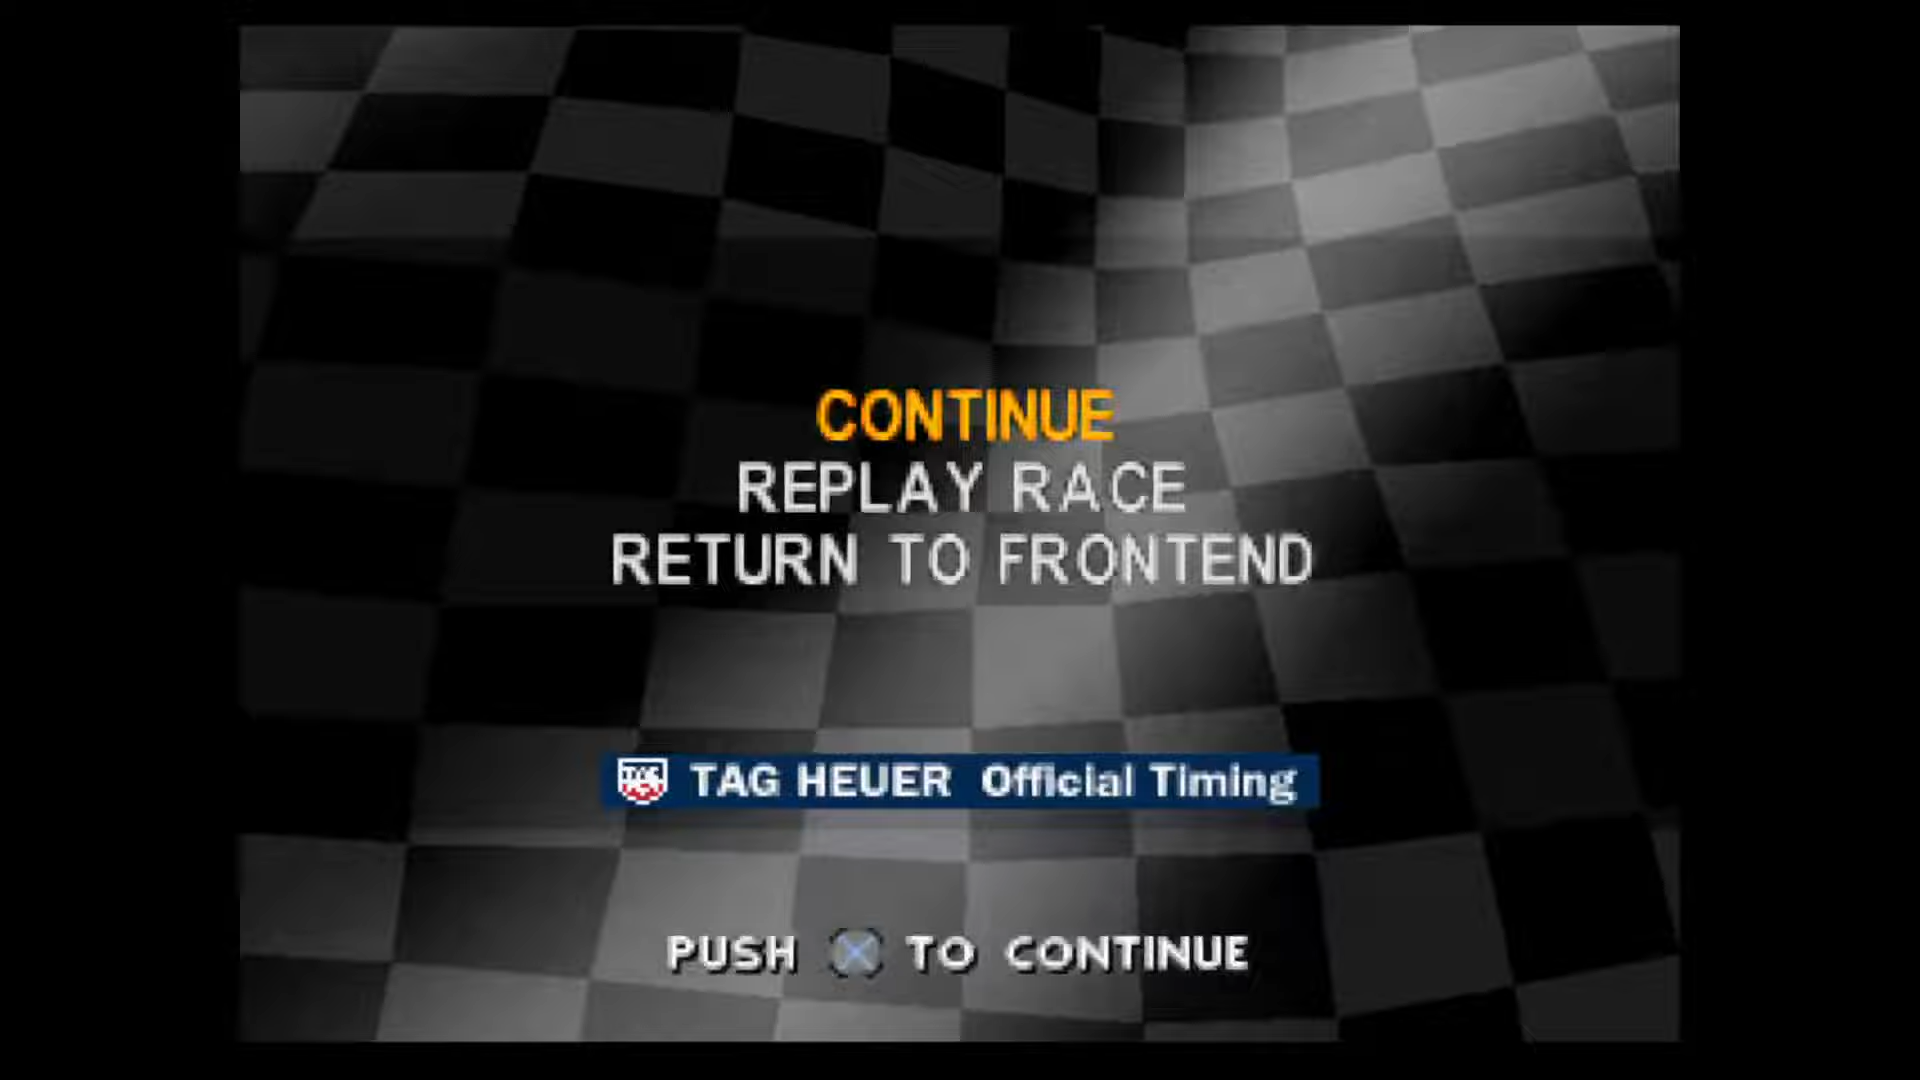 CONTINUE
REPLAY RACE
RETURN TO FRONTEND
TAG HEUER Official Timing
PUSH TO CONTINUE